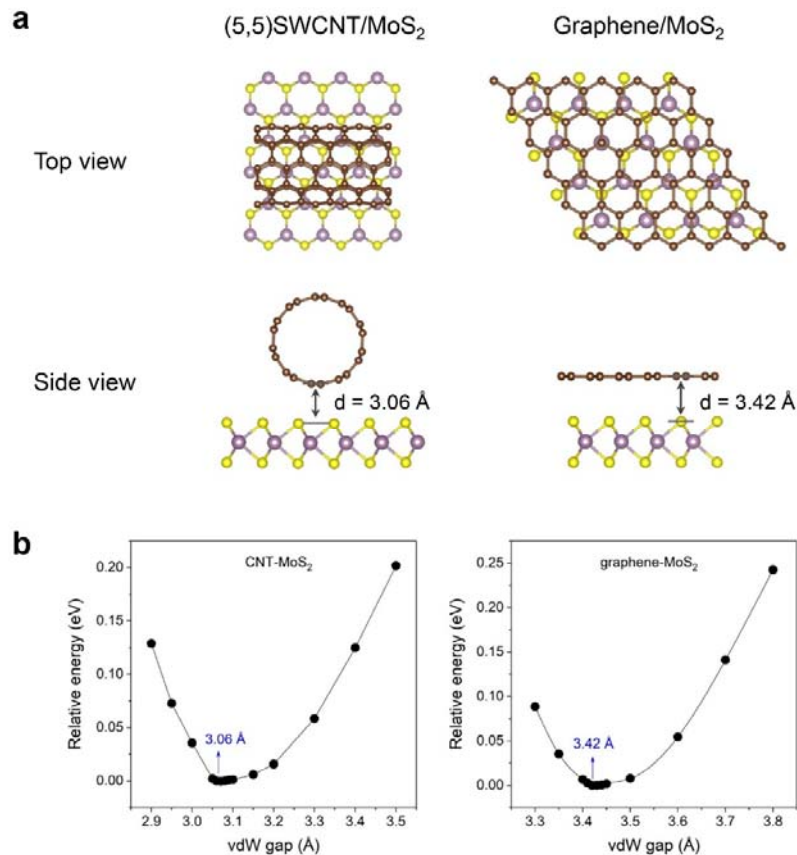 a
(5,5)SWCNT/MoS₂ Graphene/MoS₂
Top view
Side view
d = 3.06 Å d = 3.42 Å
b
CNT-MoS₂
Relative energy (eV)
0.20
0.15
0.10
0.05
0.00
3.06 Å
2.9 3.0 3.1 3.2 3.3 3.4 3.5
vdW gap (Å)
graphene-MoS₂
Relative energy (eV)
0.25
0.20
0.15
0.10
0.05
0.00
3.42 Å
3.3 3.4 3.5 3.6 3.7 3.8
vdW gap (Å)